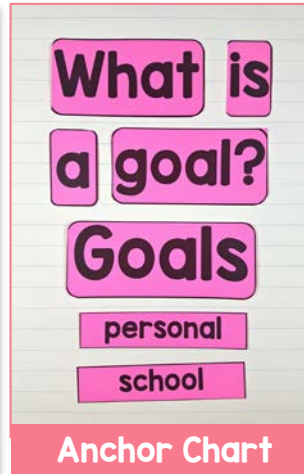 What is
a goal?
Goals
personal
school
Anchor Chart